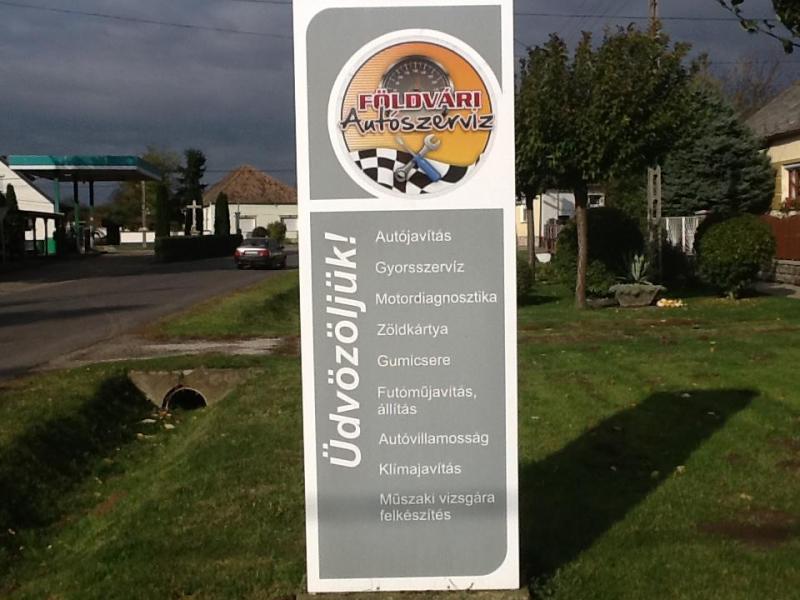 FÖLDVÁRI
Autószerviz
Üdvözöljük!
Autójavítás
Gyorsszervíz
Motordiagnosztika
Zöldkártya
Gumicsere
Futóműjavítás,
állítás
Autóvillamosság
Klímajavítás
Műszaki vizsgára
felkészítés